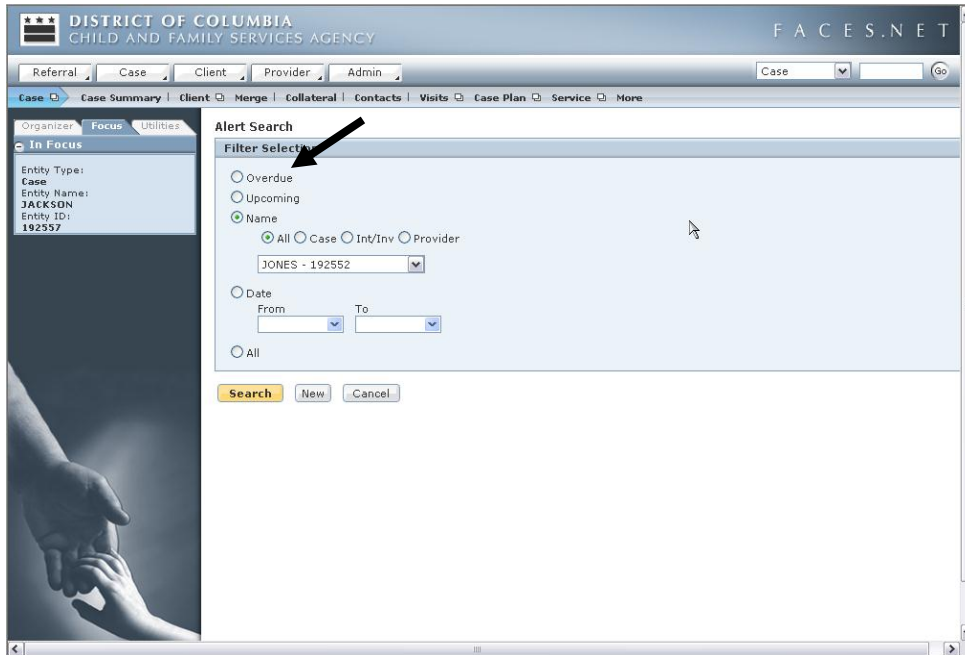 DISTRICT OF COLUMBIA
CHILD AND FAMILY SERVICES AGENCY
FACES.NET
Referral Case Client Provider Admin Case Go
Case Case Summary | Client Merge | Collateral | Contacts | Visits Case Plan Service More
Organizer Focus Utilities
In Focus
Entity Type:
Case
Entity Name:
JACKSON
Entity ID:
192557
Alert Search
Filter Selection
Overdue
Upcoming
Name
All Case Int/Inv Provider
JONES - 192552
Date
From To
All
Search New Cancel